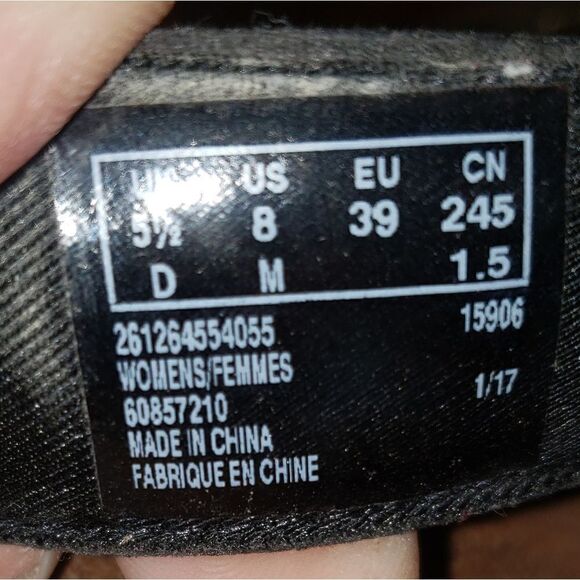 UK US EU CN
5½ 8 39 245
D M 1.5
261264554055 15906
WOMENS/FEMMES
60857210 1/17
MADE IN CHINA
FABRIQUE EN CHINE